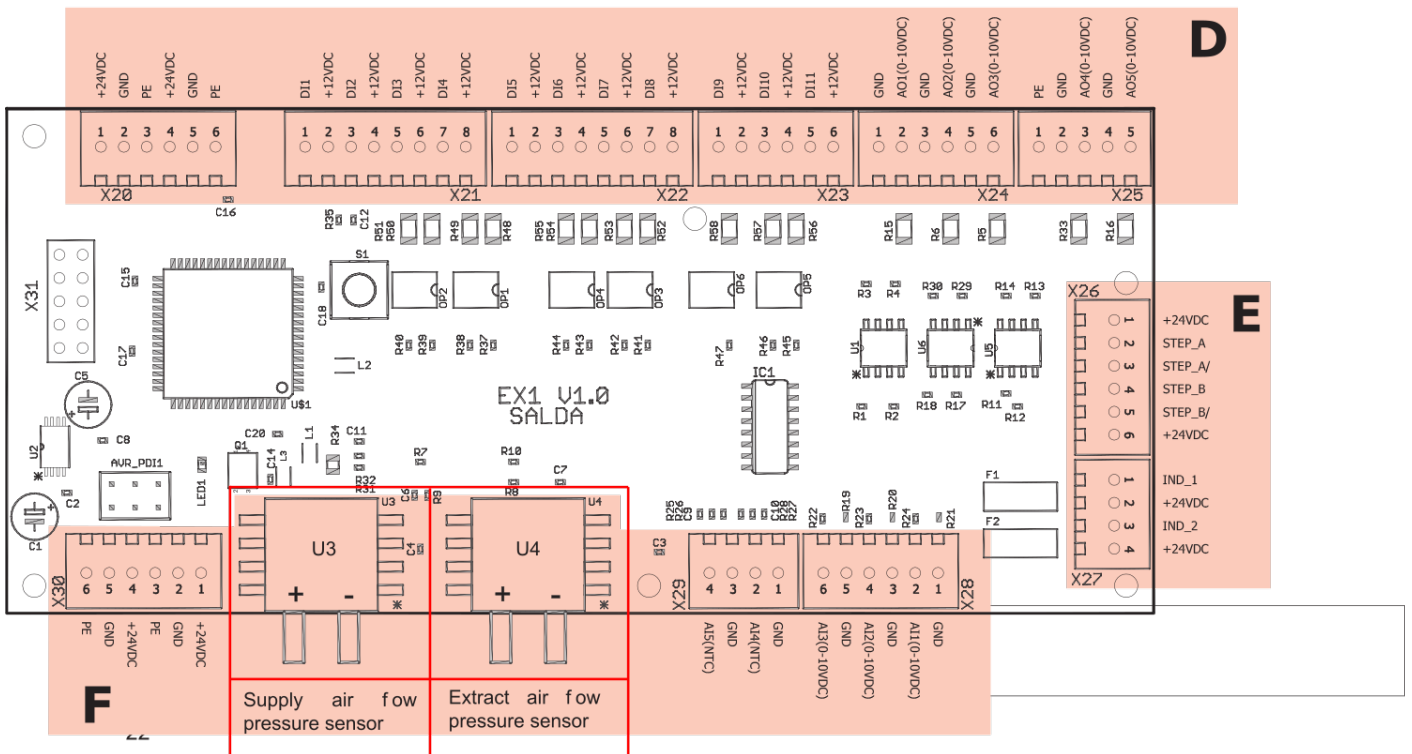 D
+24VDC GND PE +24VDC GND PE
DI1 +12VDC DI2 +12VDC DI3 +12VDC DI4 +12VDC
DI5 +12VDC DI6 +12VDC DI7 +12VDC DI8 +12VDC
DI9 +12VDC DI10 +12VDC DI11 +12VDC
GND AO1(0-10VDC) GND AO2(0-10VDC) GND AO3(0-10VDC)
PE GND AO4(0-10VDC) GND AO5(0-10VDC)
1 2 3 4 5 6
1 2 3 4 5 6 7 8
1 2 3 4 5 6 7 8
1 2 3 4 5 6
1 2 3 4 5 6
1 2 3 4 5
X20 X21 X22 X23 X24 X25
C16 R35 C12 R51 R50 R49 R48 R55 R54 R53 R52 R58 R57 R56 R15 R6 R5 R33 R16
X31 C15 S1 C18 OP2 OP1 OP4 OP3 OP6 OP5
R3 R4 R30 R29 R14 R13
C17 L2 R40 R39 R38 R37 R44 R43 R42 R41 R47 R46 R45
U1 U6 U5
C5 U$1 IC1
EX1 V1.0
SALDA
R1 R2 R18 R17 R11 R12
U2 C8 C20 Q1 C14 L1 L3 R34 C11 R7 R10 C7
AVR_PDI1 LED1 R32 R31 C6 R9 R8
C2 C1 U3 U4 C4 C3
R25 R26 C9 C10 R28 R27 R22 R19 R23 R20 R24 R21
F1
F2
X26
E
1 +24VDC
2 STEP_A
3 STEP_A/
4 STEP_B
5 STEP_B/
6 +24VDC
1 IND_1
2 +24VDC
3 IND_2
4 +24VDC
X27
U3 U4
+ - + -
X30 6 5 4 3 2 1
X29 4 3 2 1
6 5 4 3 2 1 X28
PE GND +24VDC PE GND +24VDC
AI5(NTC) GND AI4(NTC) GND
AI3(0-10VDC) GND AI2(0-10VDC) GND AI1(0-10VDC) GND
F
Supply air flow
pressure sensor
Extract air flow
pressure sensor